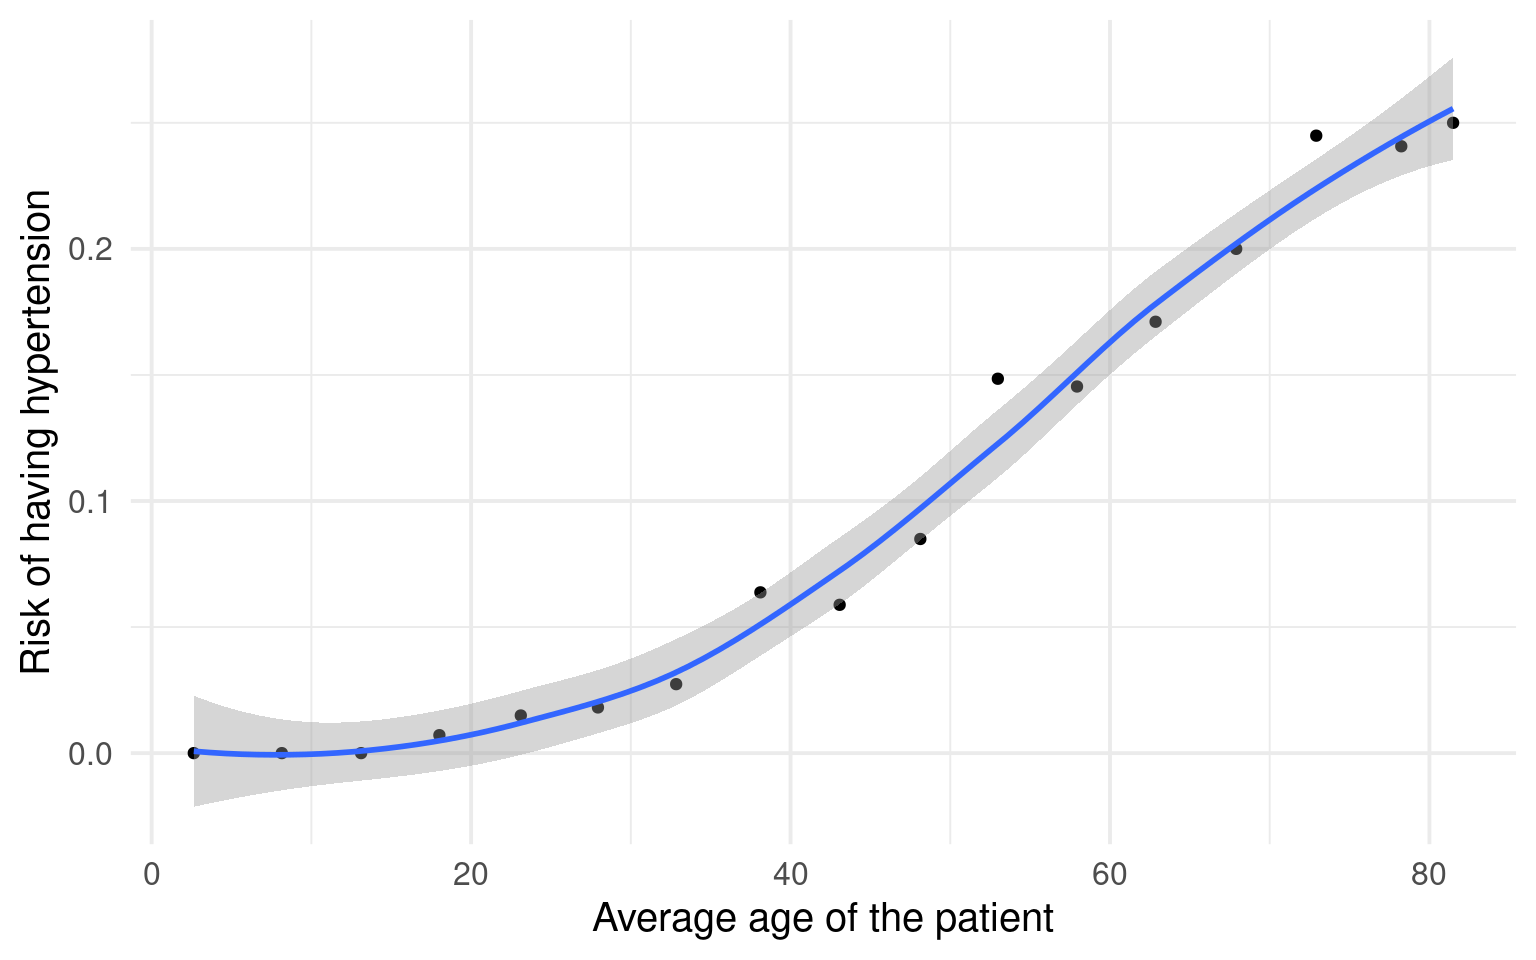 Risk of having hypertension
0.2
0.1
0.0
0 20 40 60 80
Average age of the patient